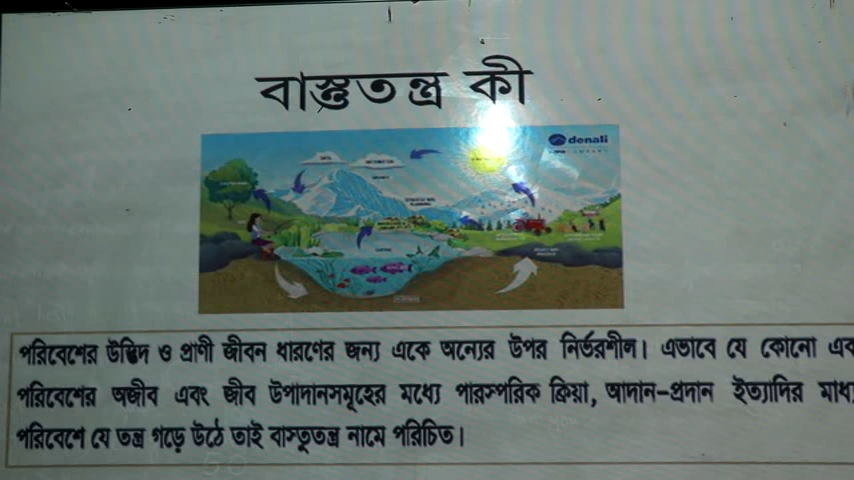 বাস্তুতন্ত্র কী
denali
পরিবেশের উদ্ভিদ ও প্রাণী জীবন ধারণের জন্য একে অন্যের উপর নির্ভরশীল। এভাবে যে কোনো
পরিবেশের অজীব এবং জীব উপাদানসমূহের মধ্যে পারস্পরিক ক্রিয়া, আদান-প্রদান ইত্যাদির
পরিবেশে যে তন্ত্র গড়ে উঠে তাই বাস্তুতন্ত্র নামে পরিচিত।